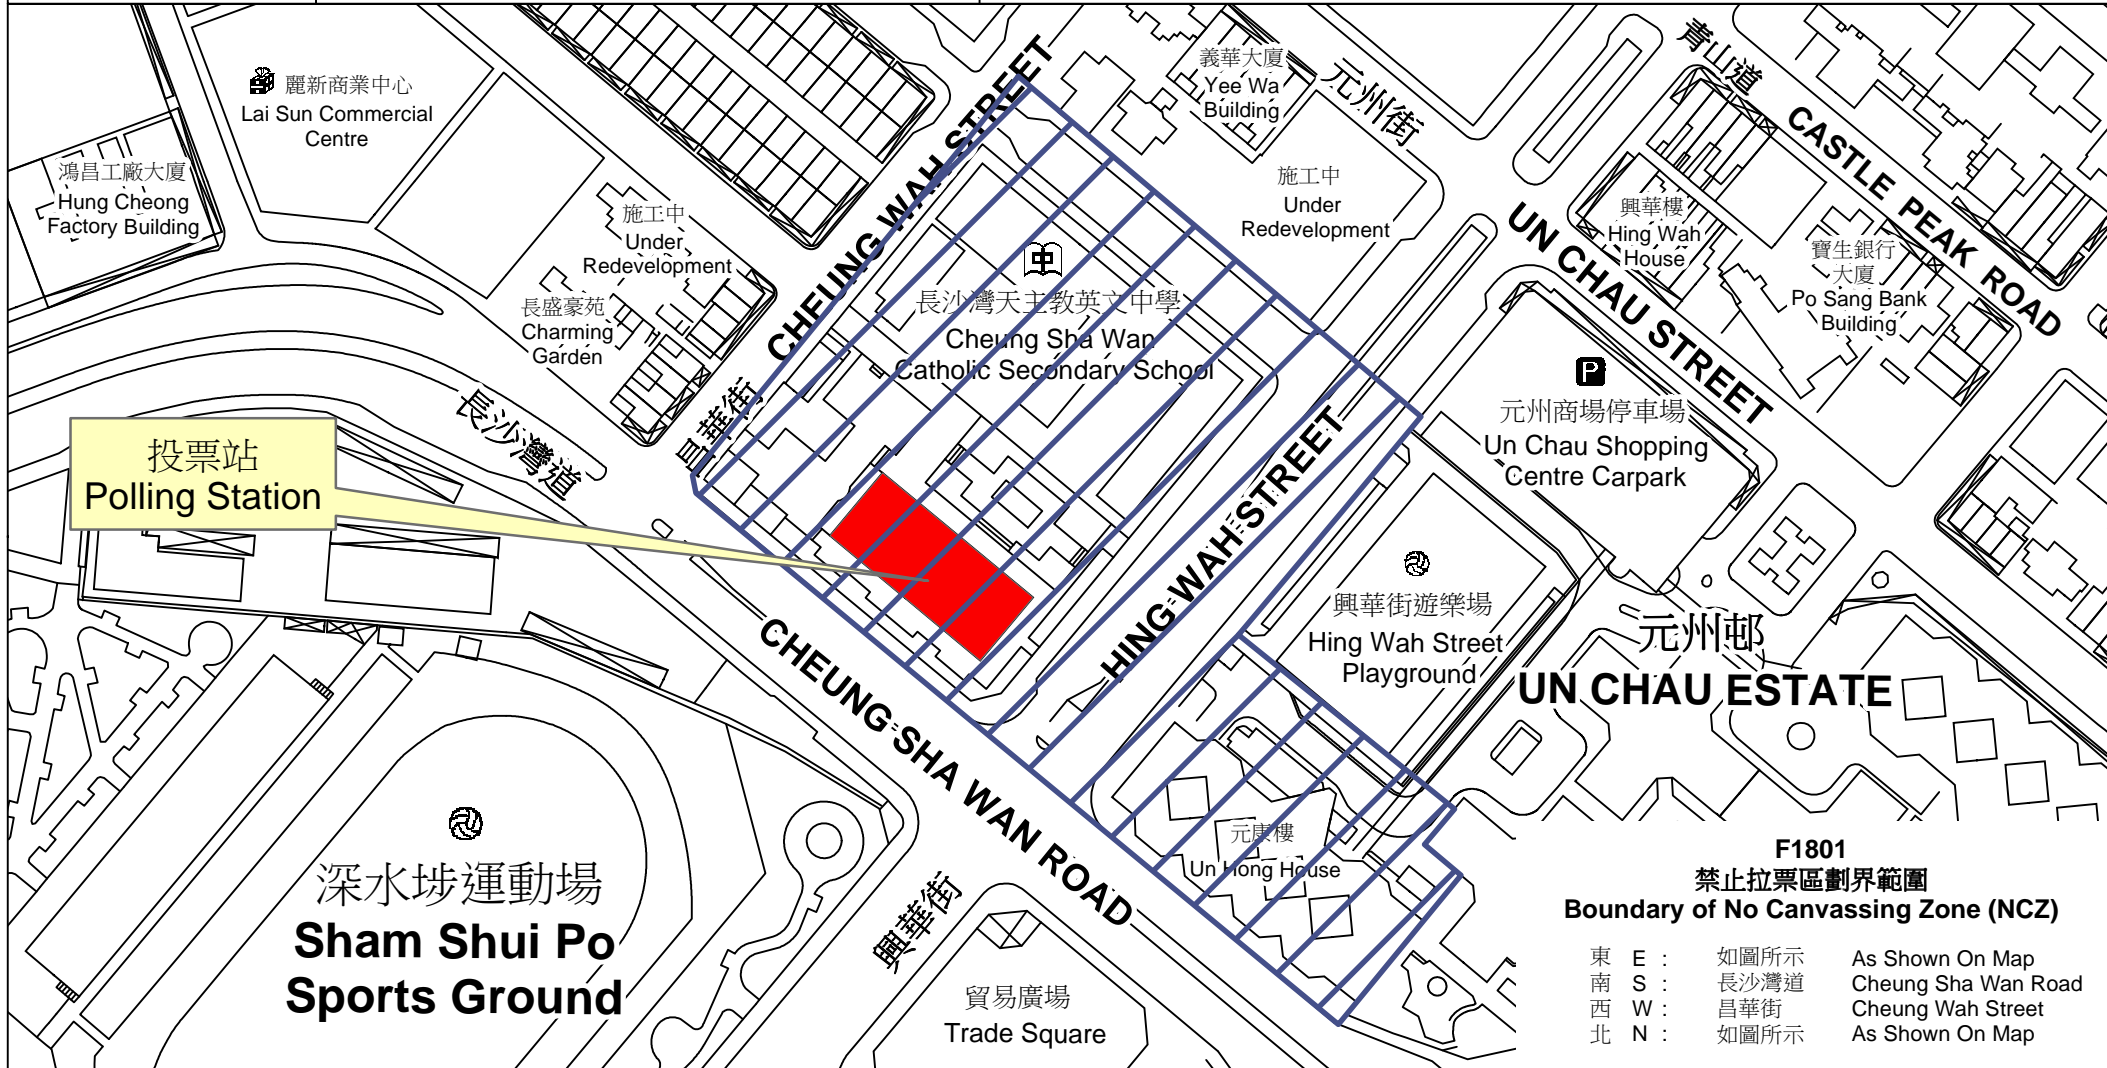 麗新商業中心
Lai Sun Commercial
Centre
鴻昌工廠大廈
Hung Cheong
Factory Building
施工中
Under
Redevelopment
長盛豪苑
Charming
Garden
CHEUNG WAH STREET
昌華街
義華大廈
Yee Wa
Building
元州街
青山道
CASTLE PEAK ROAD
施工中
Under
Redevelopment
UN CHAU STREET
興華樓
Hing Wah
House
寶生銀行
大廈
Po Sang Bank
Building
中
長沙灣天主教英文中學
Cheung Sha Wan
Catholic Secondary School
P
元州商場停車場
Un Chau Shopping
Centre Carpark
長沙灣道
投票站
Polling Station
HING WAH STREET
興華街遊樂場
Hing Wah Street
Playground
元州邨
UN CHAU ESTATE
CHEUNG SHA WAN ROAD
元康樓
Un Hong House
深水埗運動場
Sham Shui Po
Sports Ground
興華街
貿易廣場
Trade Square
F1801
禁止拉票區劃界範圍
Boundary of No Canvassing Zone (NCZ)
東 E : 如圖所示 As Shown On Map
南 S : 長沙灣道 Cheung Sha Wan Road
西 W : 昌華街 Cheung Wah Street
北 N : 如圖所示 As Shown On Map